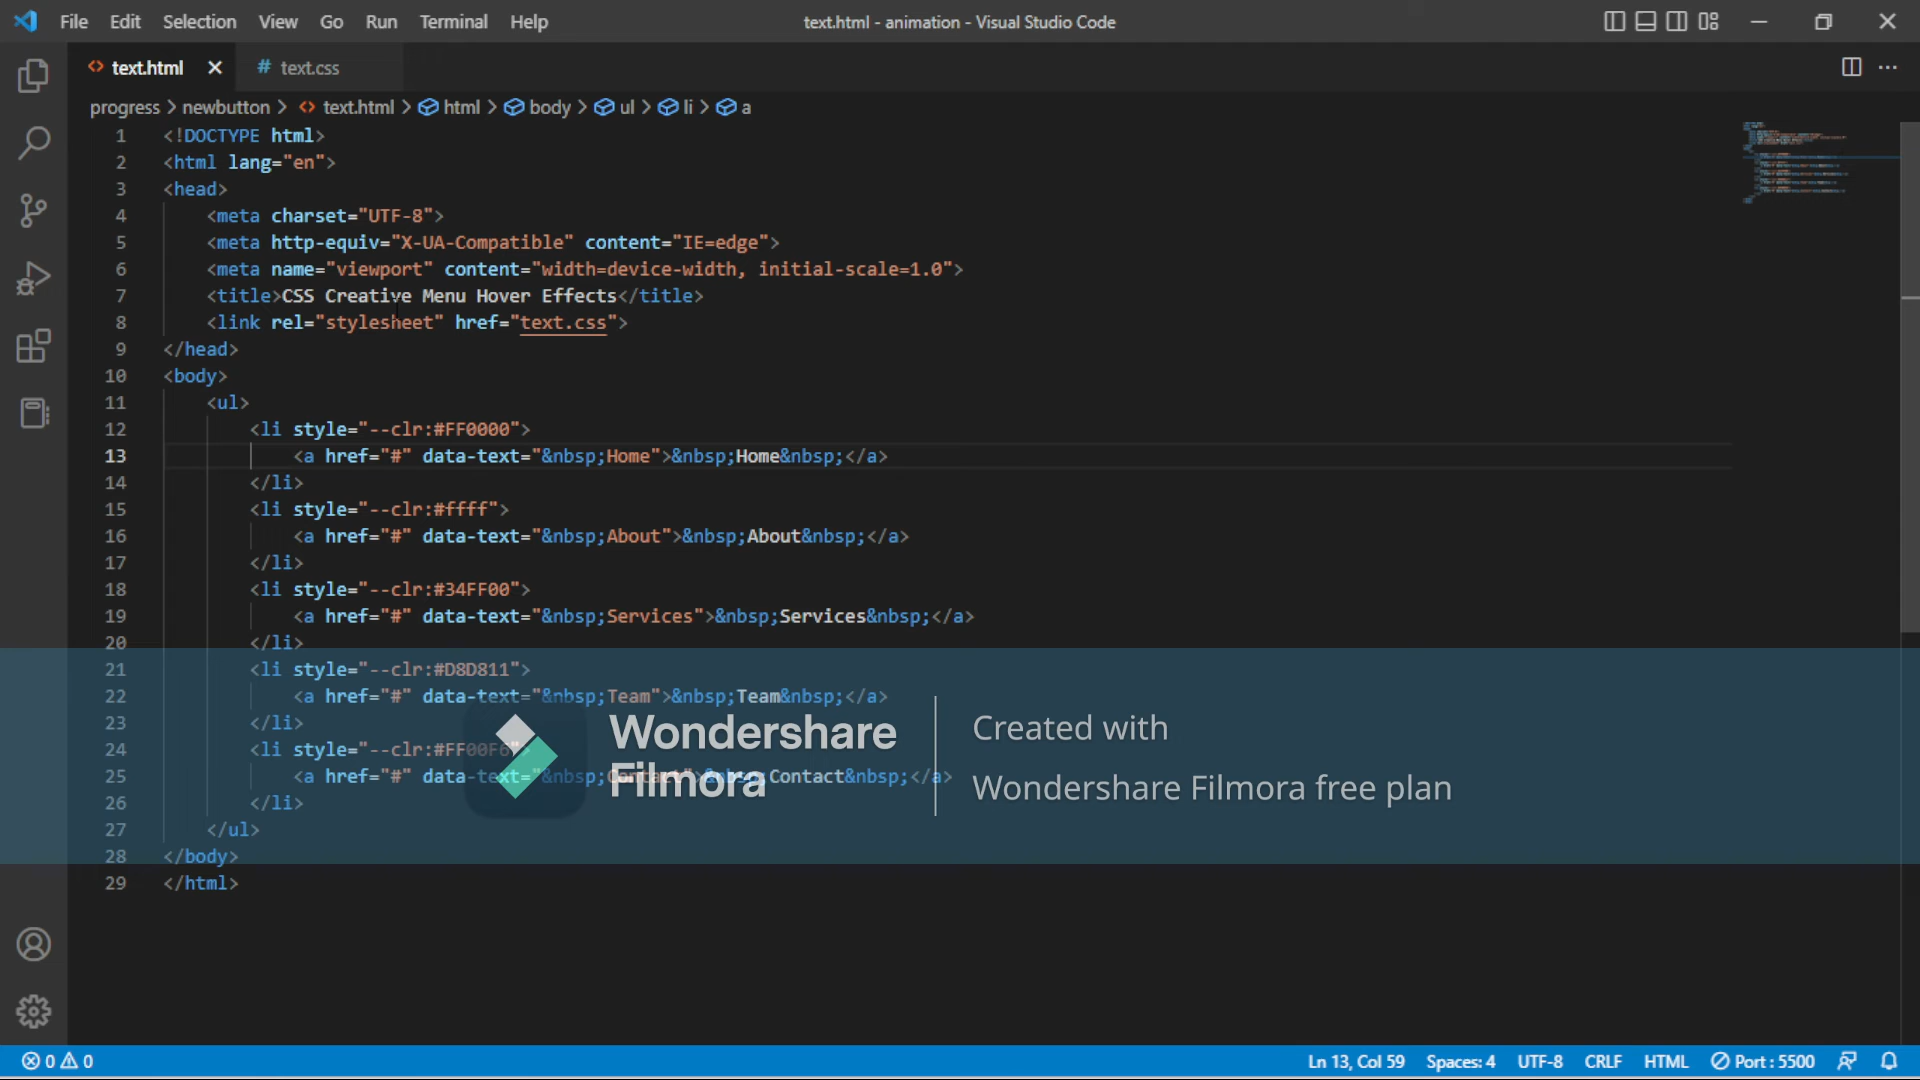 File Edit Selection View Go Run Terminal Help text.html - animation - Visual Studio Code
text.html text.css
progress > newbutton > text.html > html > body > ul > li > a
1 <!DOCTYPE html>
2 <html lang="en">
3 <head>
4 <meta charset="UTF-8">
5 <meta http-equiv="X-UA-Compatible" content="IE=edge">
6 <meta name="viewport" content="width=device-width, initial-scale=1.0">
7 <title>CSS Creative Menu Hover Effects</title>
8 <link rel="stylesheet" href="text.css">
9 </head>
10 <body>
11 <ul>
12 <li style="--clr:#FF0000">
13 <a href="#" data-text="&nbsp;Home">&nbsp;Home&nbsp;</a>
14 </li>
15 <li style="--clr:#ffff">
16 <a href="#" data-text="&nbsp;About">&nbsp;About&nbsp;</a>
17 </li>
18 <li style="--clr:#34FF00">
19 <a href="#" data-text="&nbsp;Services">&nbsp;Services&nbsp;</a>
20 </li>
21 <li style="--clr:#D8D811">
22 <a href="#" data-text="&nbsp;Team">&nbsp;Team&nbsp;</a>
23 </li>
24 <li style="--clr:#FF00F6">
25 <a href="#" data-text="&nbsp;Contact">&nbsp;Contact&nbsp;</a>
26 </li>
27 </ul>
28 </body>
29 </html>
Wondershare
Filmora
Created with
Wondershare Filmora free plan
0 0 Ln 13, Col 59 Spaces: 4 UTF-8 CRLF HTML Port : 5500